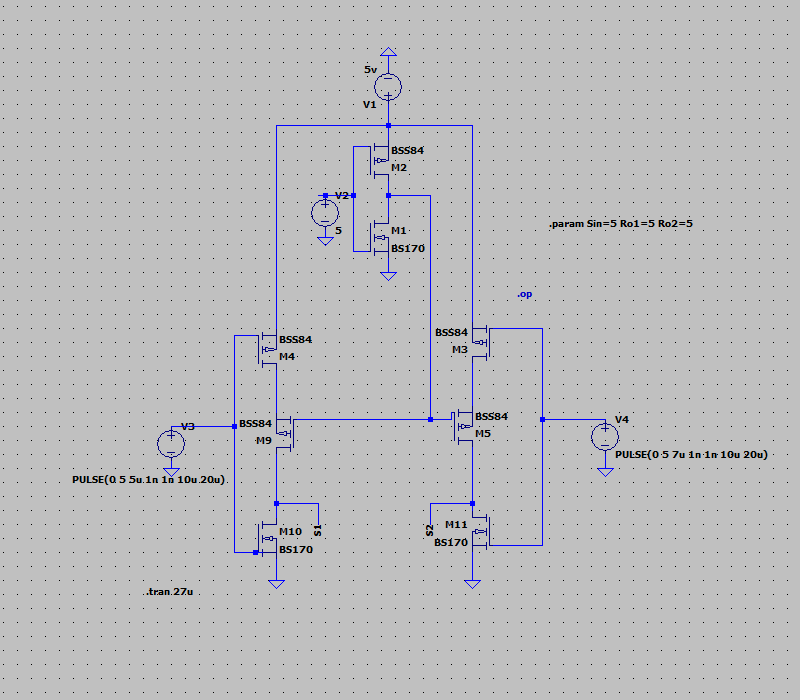 5v
V1
BSS84
M2
V2
5
M1
BS170
.param Sin=5 Ro1=5 Ro2=5
.op
BSS84
M4
BSS84
M3
V3
PULSE(0 5 5u 1n 1n 10u 20u)
BSS84
M9
BSS84
M5
V4
PULSE(0 5 7u 1n 1n 10u 20u)
M10
BS170
S1
S2
M11
BS170
.tran 27u